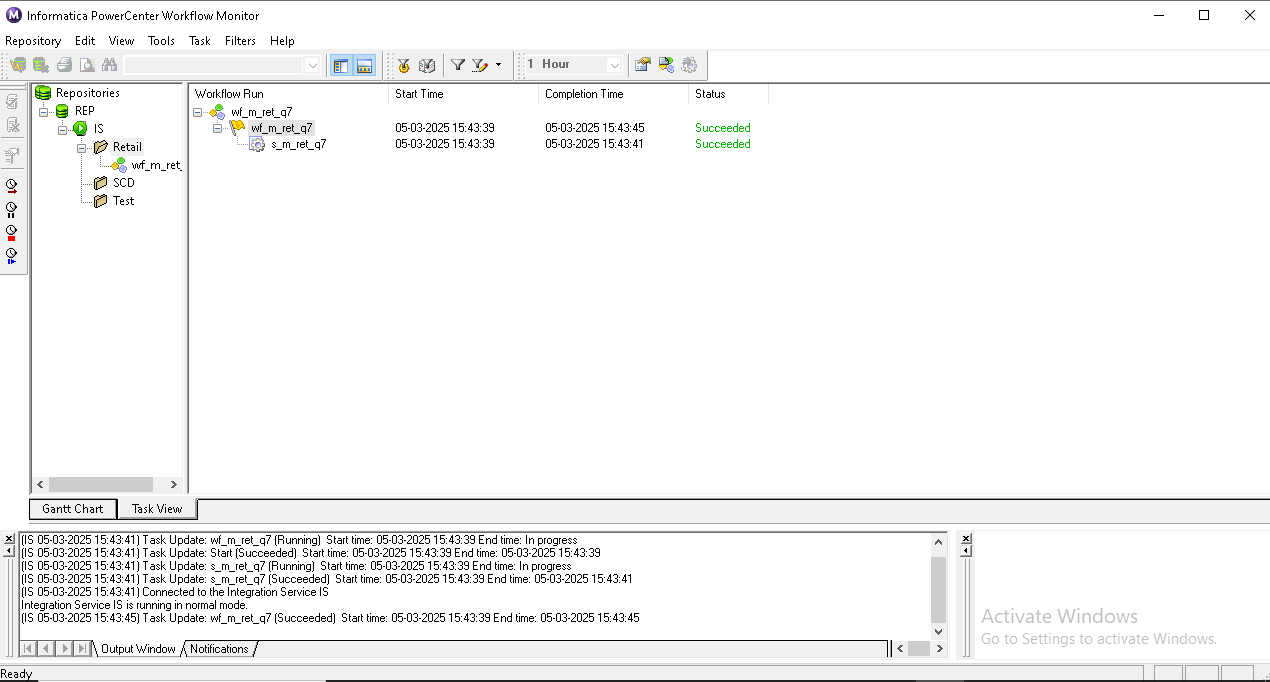 Informatica PowerCenter Workflow Monitor
Repository Edit View Tools Task Filters Help
1 Hour
Repositories
REP
IS
Retail
wf_m_ret
SCD
Test
Workflow Run Start Time Completion Time Status
wf_m_ret_q7
wf_m_ret_q7 05-03-2025 15:43:39 05-03-2025 15:43:45 Succeeded
s_m_ret_q7 05-03-2025 15:43:39 05-03-2025 15:43:41 Succeeded
Gantt Chart Task View
(IS 05-03-2025 15:43:41) Task Update: wf_m_ret_q7 (Running) Start time: 05-03-2025 15:43:39 End time: In progress
(IS 05-03-2025 15:43:41) Task Update: Start (Succeeded) Start time: 05-03-2025 15:43:39 End time: 05-03-2025 15:43:39
(IS 05-03-2025 15:43:41) Task Update: s_m_ret_q7 (Running) Start time: 05-03-2025 15:43:39 End time: In progress
(IS 05-03-2025 15:43:41) Task Update: s_m_ret_q7 (Succeeded) Start time: 05-03-2025 15:43:39 End time: 05-03-2025 15:43:41
(IS 05-03-2025 15:43:41) Connected to the Integration Service IS
Integration Service IS is running in normal mode.
(IS 05-03-2025 15:43:45) Task Update: wf_m_ret_q7 (Succeeded) Start time: 05-03-2025 15:43:39 End time: 05-03-2025 15:43:45
Output Window Notifications
Activate Windows
Go to Settings to activate Windows.
Ready